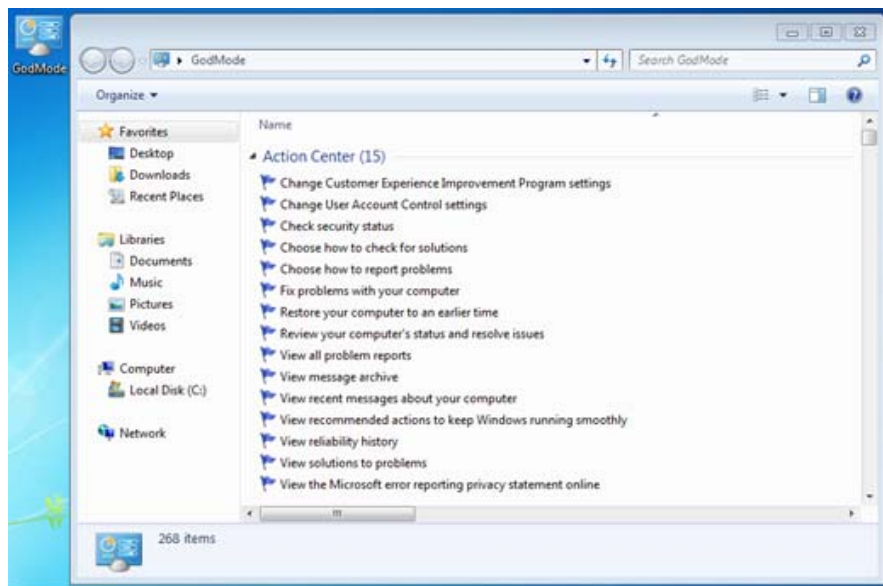 GodMode
GodMode
Search GodMode
Organize
Favorites
Desktop
Downloads
Recent Places
Libraries
Documents
Music
Pictures
Videos
Computer
Local Disk (C:)
Network
Name
Action Center (15)
Change Customer Experience Improvement Program settings
Change User Account Control settings
Check security status
Choose how to check for solutions
Choose how to report problems
Fix problems with your computer
Restore your computer to an earlier time
Review your computer's status and resolve issues
View all problem reports
View message archive
View recent messages about your computer
View recommended actions to keep Windows running smoothly
View reliability history
View solutions to problems
View the Microsoft error reporting privacy statement online
268 items